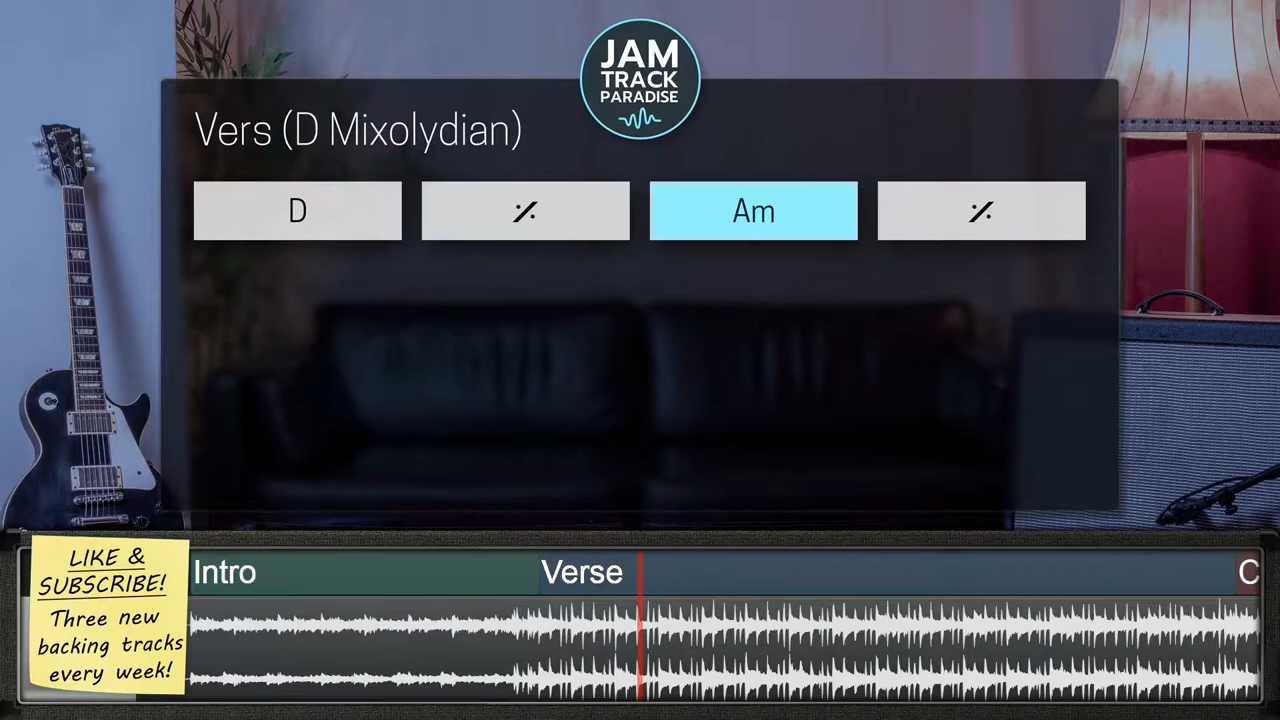 JAM
TRACK
PARADISE
Vers (D Mixolydian)
D
Am
Intro
Verse
C
LIKE &
SUBSCRIBE!
Three new
backing tracks
every week!